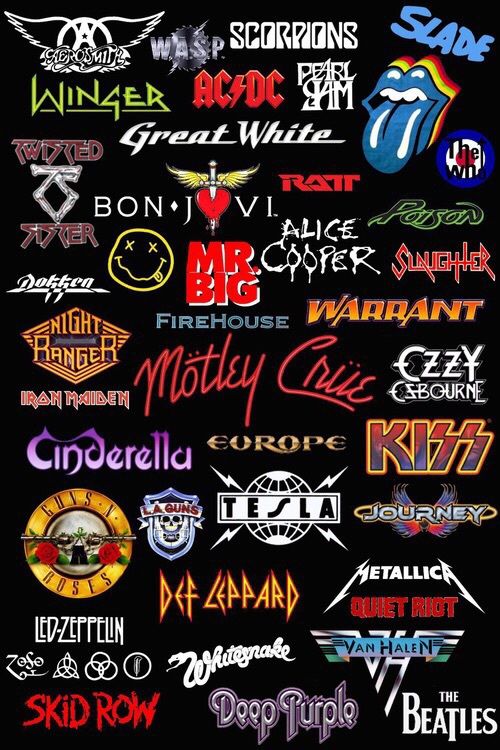 AEROSMITH
W.A.S.P.
SCORPIONS
SLADE
WINGER
AC/DC
PEARL
JAM
Great White
The
Who
TWISTED
SISTER
BON JOVI
RATT
Poison
ALICE
COOPER
SLAUGHTER
Dokken
MR.
BIG
WARRANT
FIREHOUSE
NIGHT
RANGER
IRON MAIDEN
Mötley Crüe
OZZY
OSBOURNE
Cinderella
EUROPE
KISS
GUNS N'
ROSES
L.A. GUNS
TESLA
JOURNEY
DEF LEPPARD
METALLICA
QUIET RIOT
LED-ZEPPELIN
ZOSO
Whitesnake
VAN HALEN
SKID ROW
Deep Purple
THE
BEATLES